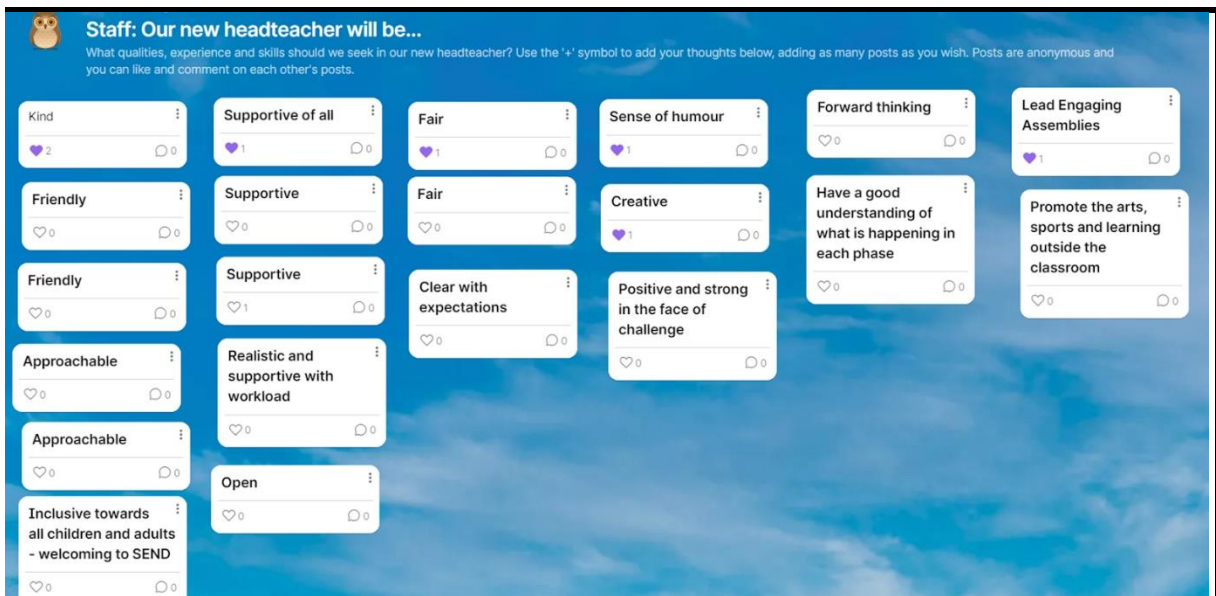 Staff: Our new headteacher will be...
What qualities, experience and skills should we seek in our new headteacher? Use the '+' symbol to add your thoughts below, adding as many posts as you wish. Posts are anonymous and
you can like and comment on each other's posts.
Kind
2 0
Friendly
0 0
Friendly
0 0
Approachable
0 0
Approachable
0 0
Inclusive towards
all children and adults
- welcoming to SEND
0 0
Supportive of all
1 0
Supportive
0 0
Supportive
1 0
Realistic and
supportive with
workload
0 0
Open
0 0
Fair
1 0
Fair
0 0
Clear with
expectations
0 0
Sense of humour
1 0
Creative
1 0
Positive and strong
in the face of
challenge
0 0
Forward thinking
0 0
Have a good
understanding of
what is happening in
each phase
0 0
Lead Engaging
Assemblies
1 0
Promote the arts,
sports and learning
outside the
classroom
0 0